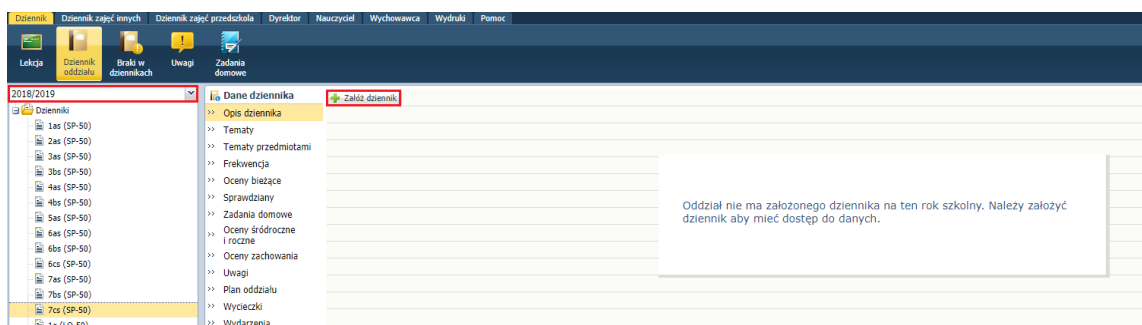 Dziennik Dziennik zajęć innych Dziennik zajęć przedszkola Dyrektor Nauczyciel Wychowawca Wydruki Pomoc
Lekcja Dziennik oddziału Braki w dziennikach Uwagi Zadania domowe
2018/2019
Dzienniki
1as (SP-50)
2as (SP-50)
3as (SP-50)
3bs (SP-50)
4as (SP-50)
4bs (SP-50)
5as (SP-50)
6as (SP-50)
6bs (SP-50)
6cs (SP-50)
7as (SP-50)
7bs (SP-50)
7cs (SP-50)
Dane dziennika
Opis dziennika
Tematy
Tematy przedmiotami
Frekwencja
Oceny bieżące
Sprawdziany
Zadania domowe
Oceny śródroczne
i roczne
Oceny zachowania
Uwagi
Plan oddziału
Wycieczki
Wydarzenia
Załóż dziennik
Oddział nie ma założonego dziennika na ten rok szkolny. Należy założyć
dziennik aby mieć dostęp do danych.